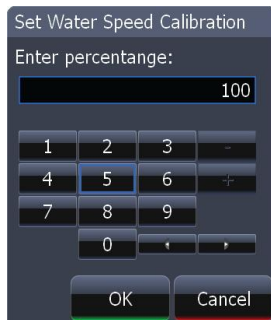 Set Water Speed Calibration
Enter percentange:
100
1 2 3 -
4 5 6 +
7 8 9
0
OK Cancel